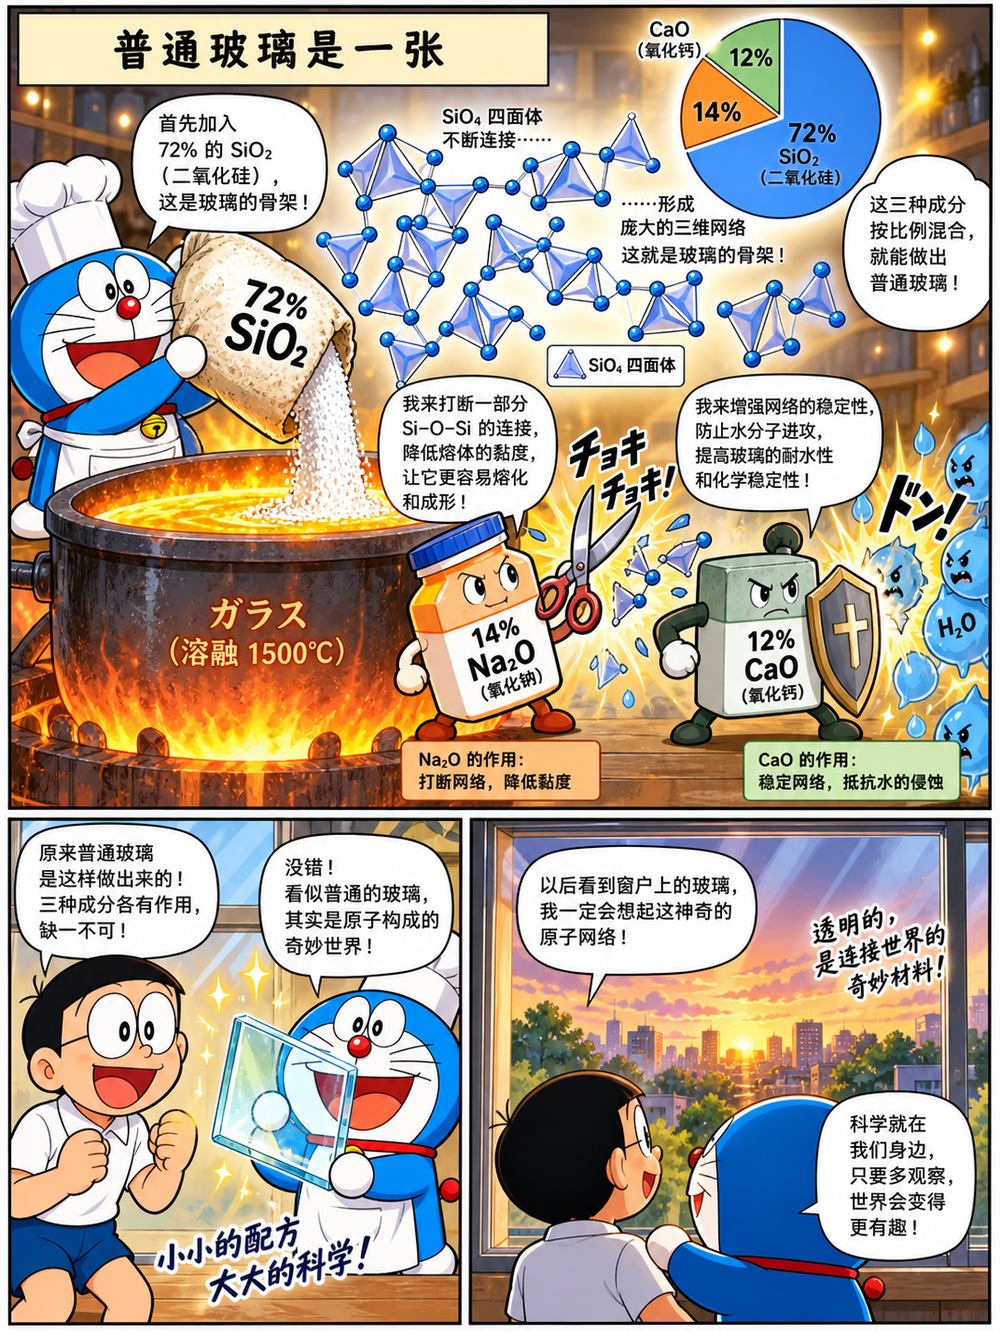 普通玻璃是一张
CaO
(氧化钙)
12%
14%
72%
SiO₂
(二氧化硅)
首先加入
72% 的 SiO₂
（二氧化硅），
这是玻璃的骨架！
SiO₄ 四面体
不断连接……
……形成
庞大的三维网络
这就是玻璃的骨架！
这三种成分
按比例混合，
就能做出
普通玻璃！
72%
SiO₂
SiO₄ 四面体
我来打断一部分
Si-O-Si 的连接，
降低熔体的黏度，
让它更容易熔化
和成形！
チョキ
チョキ！
我来增强网络的稳定性，
防止水分子进攻，
提高玻璃的耐水性
和化学稳定性！
ドン！
ガラス
（溶融 1500℃）
14%
Na₂O
(氧化钠)
12%
CaO
(氧化钙)
H₂O
Na₂O 的作用：
打断网络，降低黏度
CaO 的作用：
稳定网络，抵抗水的侵蚀
原来普通玻璃
是这样做出来的！
三种成分各有作用，
缺一不可！
没错！
看似普通的玻璃，
其实是原子构成的
奇妙世界！
小小的配方
大大的科学！
以后看到窗户上的玻璃，
我一定会想起这神奇的
原子网络！
透明的，
是连接世界的
奇妙材料！
科学就在
我们身边，
只要多观察，
世界会变得
更有趣！